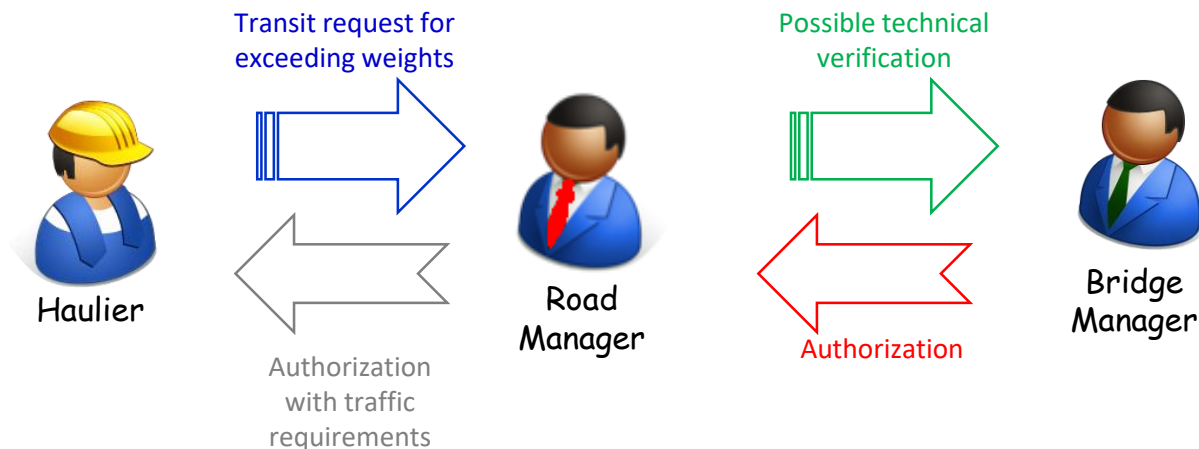 Transit request for
exceeding weights
Possible technical
verification
Haulier
Road
Manager
Bridge
Manager
Authorization
with traffic
requirements
Authorization